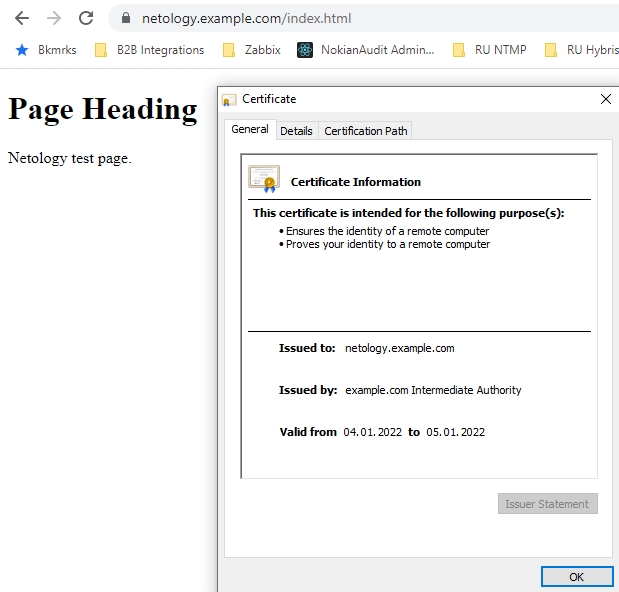 netology.example.com/index.html
Bkmrks B2B Integrations Zabbix NokianAudit Admin... RU NTMP RU Hybris
Page Heading
Netology test page.
Certificate
General Details Certification Path
Certificate Information
This certificate is intended for the following purpose(s):
• Ensures the identity of a remote computer
• Proves your identity to a remote computer
Issued to: netology.example.com
Issued by: example.com Intermediate Authority
Valid from 04.01.2022 to 05.01.2022
Issuer Statement
OK